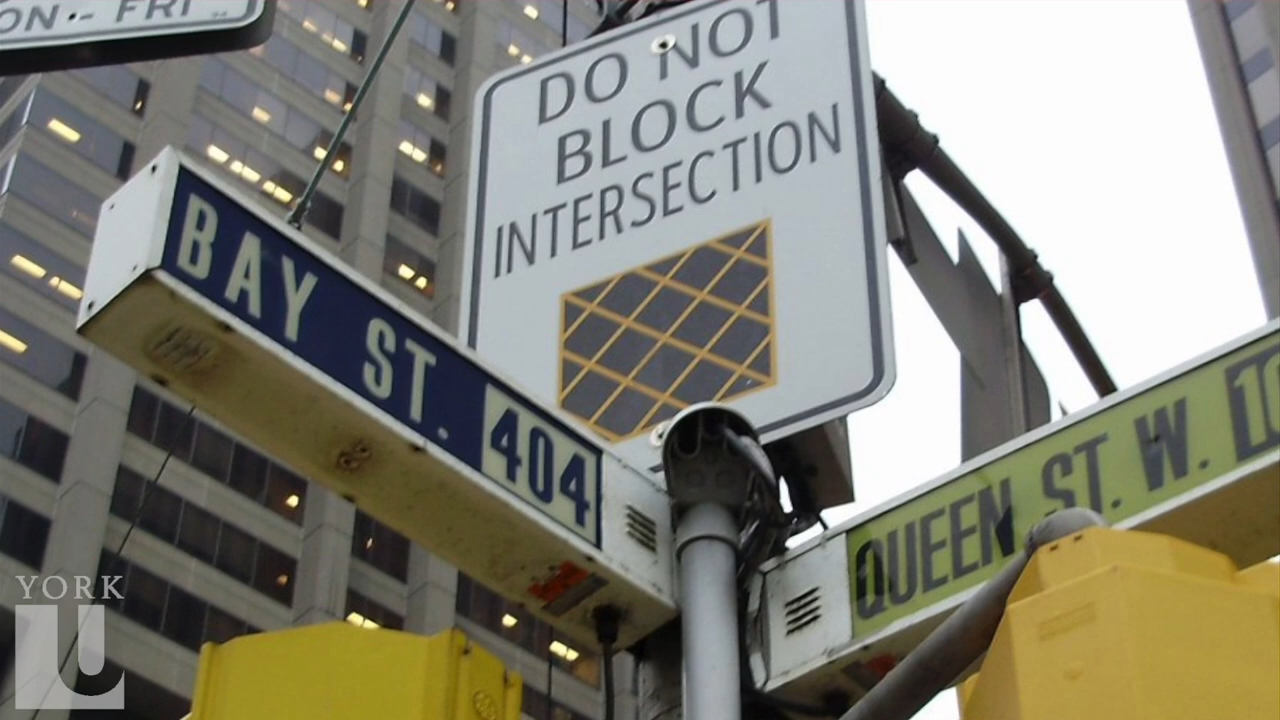 ON - FRI
DO NOT
BLOCK
INTERSECTION
BAY ST. 404
QUEEN ST. W.
YORK
U